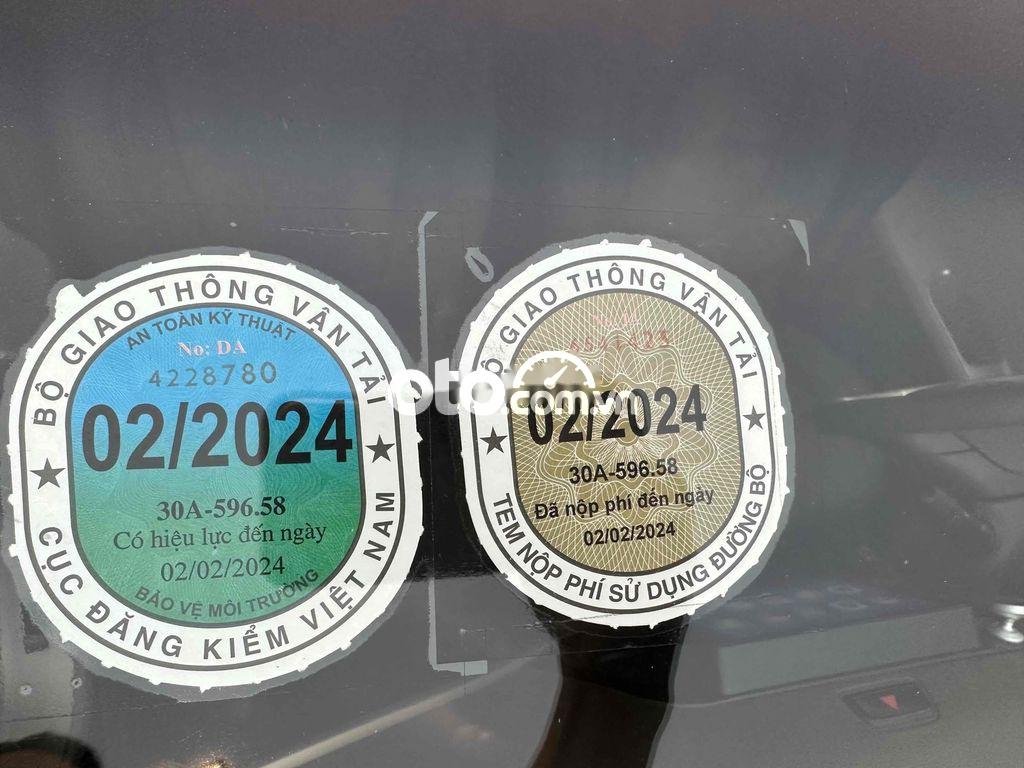 BỘ GIAO THÔNG VẬN TẢI
AN TOÀN KỸ THUẬT
No: DA
4228780
02/2024
30A-596.58
Có hiệu lực đến ngày
02/02/2024
BẢO VỆ MÔI TRƯỜNG
CỤC ĐĂNG KIỂM VIỆT NAM
BỘ GIAO THÔNG VẬN TẢI
02/2024
30A-596.58
Đã nộp phí đến ngày
02/02/2024
TEM NỘP PHÍ SỬ DỤNG ĐƯỜNG BỘ
oto
.com.vn